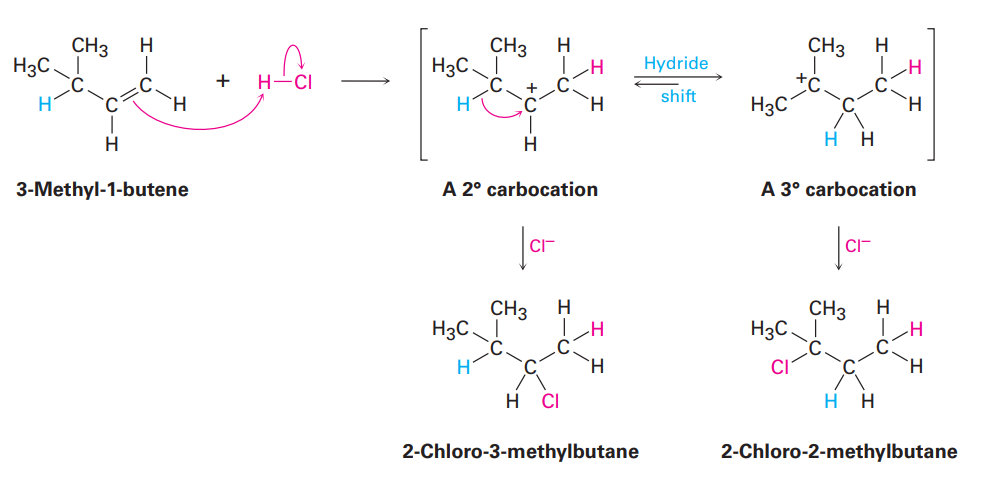 CH3 H
H3C
C C
H C H
H
+ H—Cl
CH3 H
H3C H
C + C
H C H
H
Hydride
shift
CH3 H
+C C H
H3C C H
H H
3-Methyl-1-butene
A 2° carbocation
A 3° carbocation
Cl−
Cl−
CH3 H
H3C H
C C
H C H
H Cl
CH3 H
H3C H
C C
Cl C H
H H
2-Chloro-3-methylbutane
2-Chloro-2-methylbutane